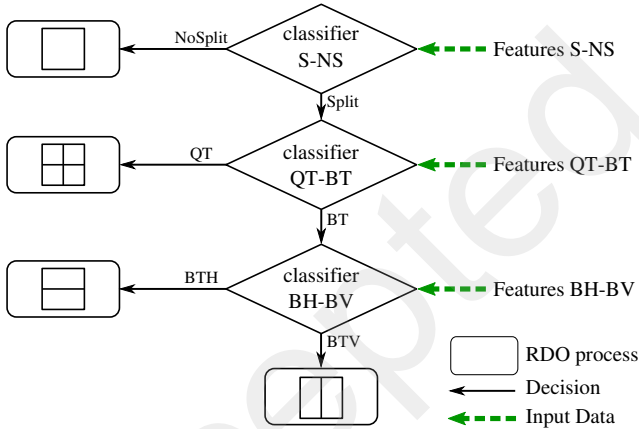 NoSplit
classifier
S-NS
Features S-NS
Split
QT
classifier
QT-BT
Features QT-BT
BT
BTH
classifier
BH-BV
Features BH-BV
BTV
RDO process
Decision
Input Data
cepted